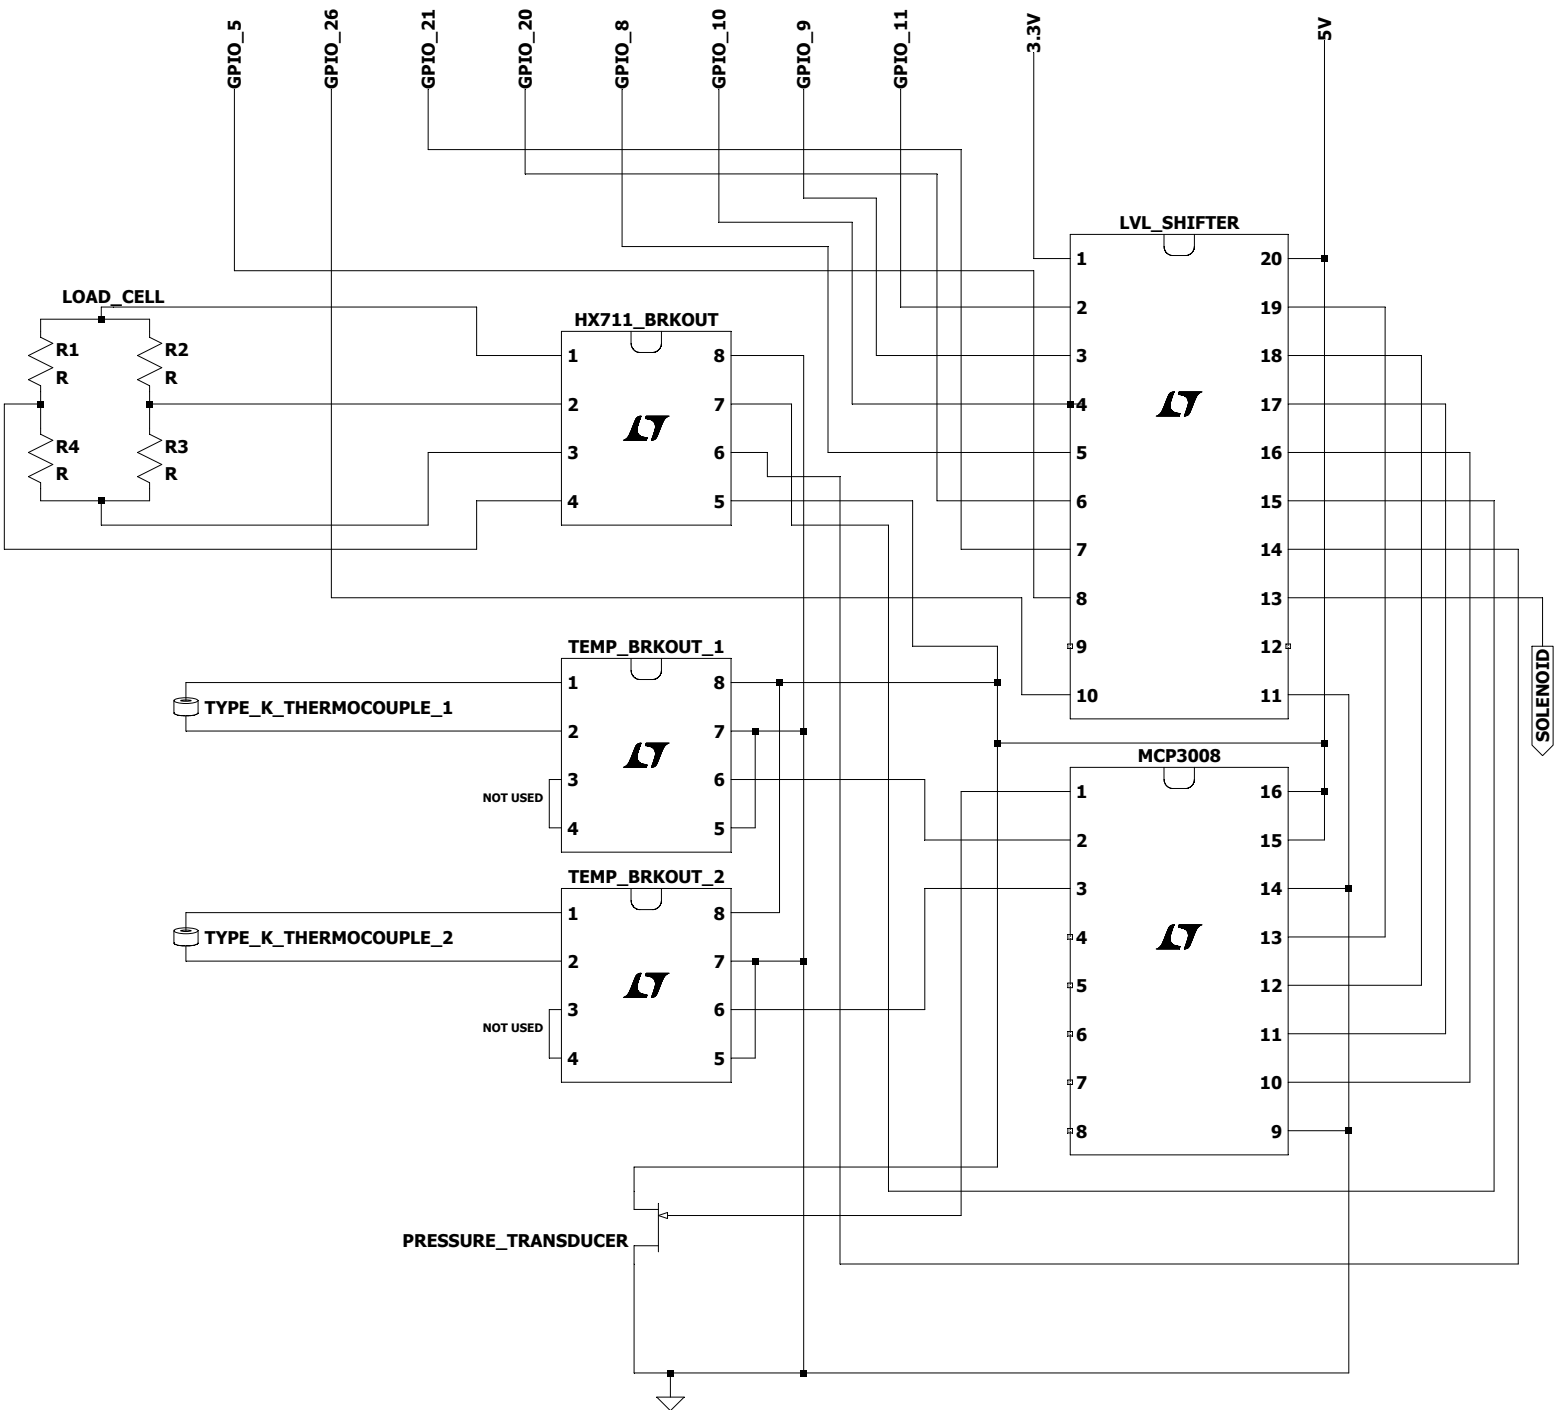 GPIO_5
GPIO_26
GPIO_21
GPIO_20
GPIO_8
GPIO_10
GPIO_9
GPIO_11
3.3V
5V
LVL_SHIFTER
1
20
2
19
3
18
4
17
5
16
6
15
7
14
8
13
9
12
10
11
SOLENOID
LOAD_CELL
R1
R
R2
R
R4
R
R3
R
HX711_BRKOUT
1
8
2
7
3
6
4
5
TEMP_BRKOUT_1
1
8
TYPE_K_THERMOCOUPLE_1
2
7
3
6
NOT USED
4
5
MCP3008
1
16
2
15
3
14
4
13
5
12
6
11
7
10
8
9
TEMP_BRKOUT_2
1
8
TYPE_K_THERMOCOUPLE_2
2
7
3
6
NOT USED
4
5
PRESSURE_TRANSDUCER